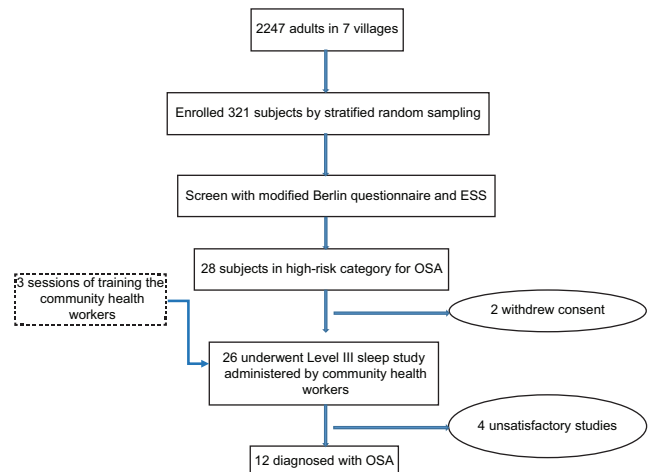 2247 adults in 7 villages
Enrolled 321 subjects by stratified random sampling
Screen with modified Berlin questionnaire and ESS
28 subjects in high-risk category for OSA
3 sessions of training the
community health
workers
2 withdrew consent
26 underwent Level III sleep study
administered by community health
workers
4 unsatisfactory studies
12 diagnosed with OSA